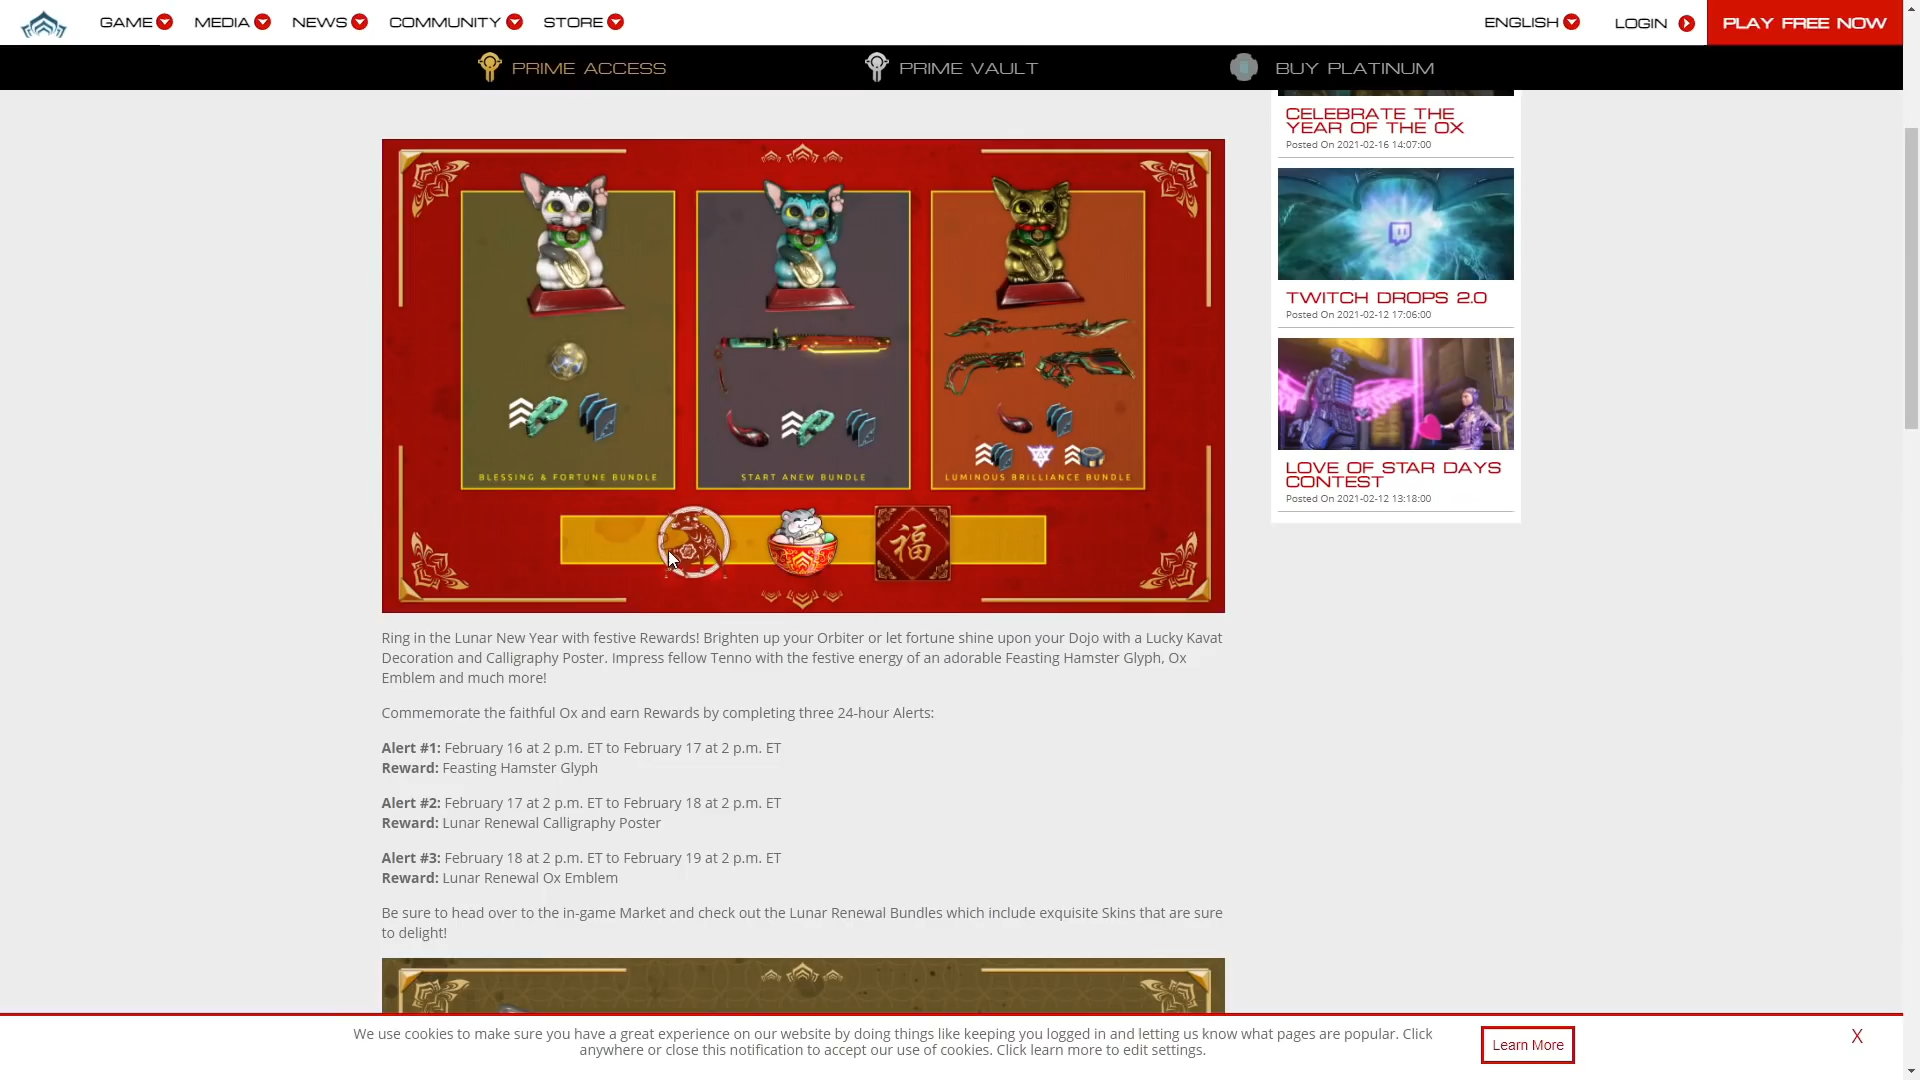 GAME MEDIA NEWS COMMUNITY STORE ENGLISH LOGIN PLAY FREE NOW
PRIME ACCESS PRIME VAULT BUY PLATINUM
CELEBRATE THE
YEAR OF THE OX
Posted On 2021-02-16 14:07:00
TWITCH DROPS 2.0
Posted On 2021-02-12 17:06:00
LOVE OF STAR DAYS
CONTEST
Posted On 2021-02-12 13:18:00
BLESSING & FORTUNE BUNDLE START ANEW BUNDLE LUMINOUS BRILLIANCE BUNDLE
福
Ring in the Lunar New Year with festive Rewards! Brighten up your Orbiter or let fortune shine upon your Dojo with a Lucky Kavat
Decoration and Calligraphy Poster. Impress fellow Tenno with the festive energy of an adorable Feasting Hamster Glyph, Ox
Emblem and much more!
Commemorate the faithful Ox and earn Rewards by completing three 24-hour Alerts:
Alert #1: February 16 at 2 p.m. ET to February 17 at 2 p.m. ET
Reward: Feasting Hamster Glyph
Alert #2: February 17 at 2 p.m. ET to February 18 at 2 p.m. ET
Reward: Lunar Renewal Calligraphy Poster
Alert #3: February 18 at 2 p.m. ET to February 19 at 2 p.m. ET
Reward: Lunar Renewal Ox Emblem
Be sure to head over to the in-game Market and check out the Lunar Renewal Bundles which include exquisite Skins that are sure
to delight!
We use cookies to make sure you have a great experience on our website by doing things like keeping you logged in and letting us know what pages are popular. Click
anywhere or close this notification to accept our use of cookies. Click learn more to edit settings.
Learn More
X